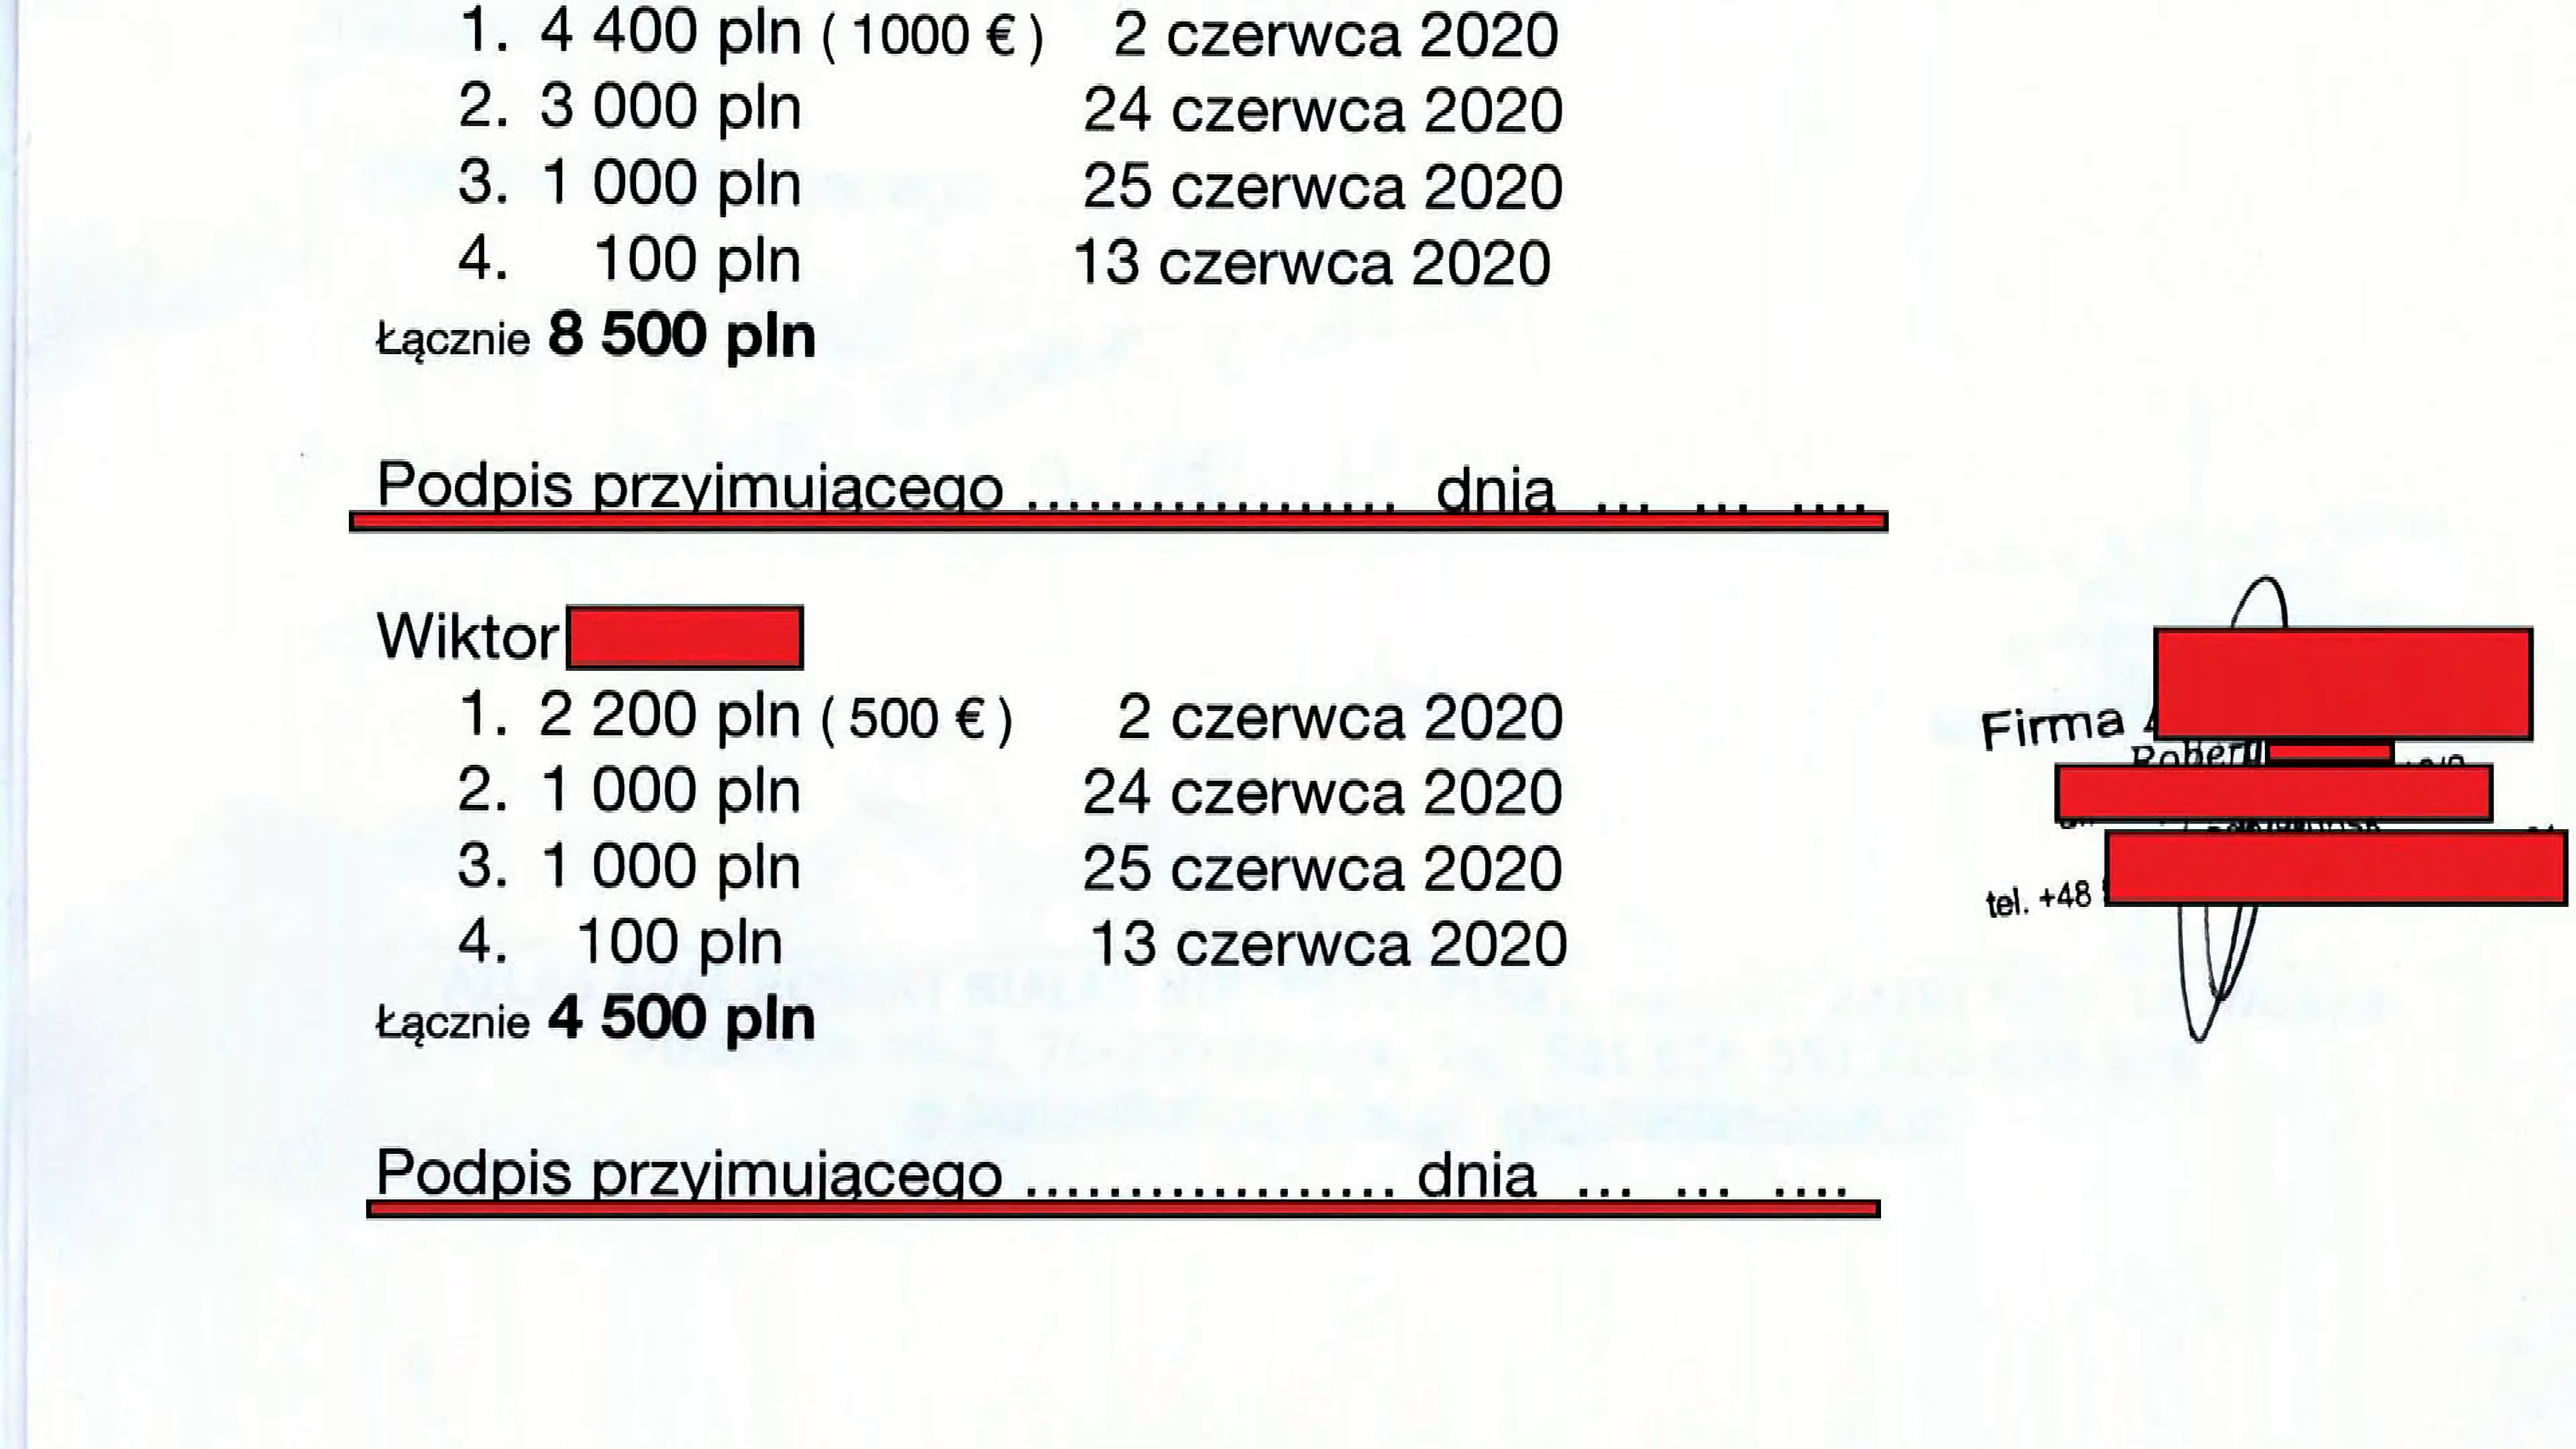 1. 4 400 pln ( 1000 € ) 2 czerwca 2020
2. 3 000 pln 24 czerwca 2020
3. 1 000 pln 25 czerwca 2020
4. 100 pln 13 czerwca 2020
Łącznie 8 500 pln
Podpis przyjmującego .................. dnia ... ... ....
Wiktor
1. 2 200 pln ( 500 € ) 2 czerwca 2020
2. 1 000 pln 24 czerwca 2020
3. 1 000 pln 25 czerwca 2020
4. 100 pln 13 czerwca 2020
Łącznie 4 500 pln
Podpis przyjmującego .................. dnia ... ... ....
Firma
Robert
tel. +48